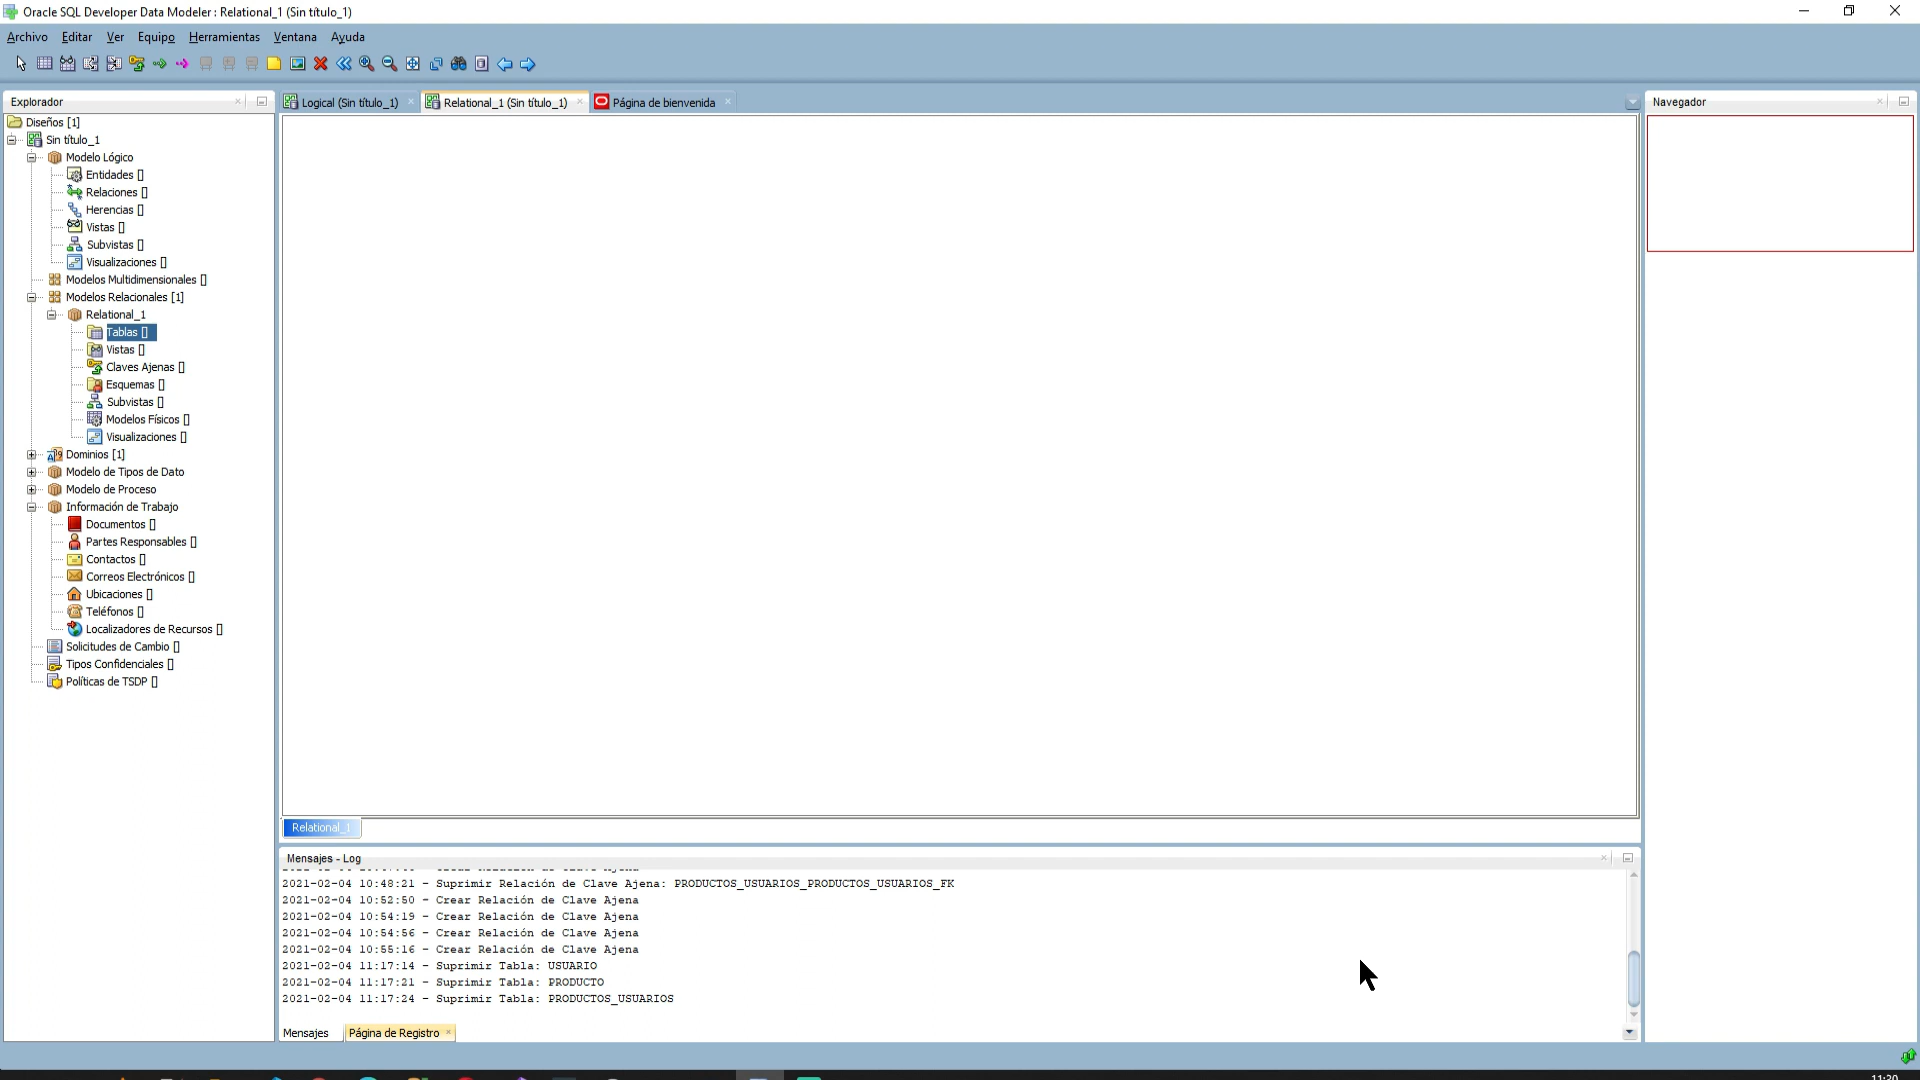 Oracle SQL Developer Data Modeler : Relational_1 (Sin título_1)
Archivo Editar Ver Equipo Herramientas Ventana Ayuda
Explorador
Diseños [1]
Sin título_1
Modelo Lógico
Entidades []
Relaciones []
Herencias []
Vistas []
Subvistas []
Visualizaciones []
Modelos Multidimensionales []
Modelos Relacionales [1]
Relational_1
Tablas []
Vistas []
Claves Ajenas []
Esquemas []
Subvistas []
Modelos Físicos []
Visualizaciones []
Dominios [1]
Modelo de Tipos de Dato
Modelo de Proceso
Información de Trabajo
Documentos []
Partes Responsables []
Contactos []
Correos Electrónicos []
Ubicaciones []
Teléfonos []
Localizadores de Recursos []
Solicitudes de Cambio []
Tipos Confidenciales []
Políticas de TSDP []
Logical (Sin título_1) Relational_1 (Sin título_1) Página de bienvenida
Relational_1
Mensajes - Log
2021-02-04 10:48:21 - Suprimir Relación de Clave Ajena: PRODUCTOS_USUARIOS_PRODUCTOS_USUARIOS_FK
2021-02-04 10:52:50 - Crear Relación de Clave Ajena
2021-02-04 10:54:19 - Crear Relación de Clave Ajena
2021-02-04 10:54:56 - Crear Relación de Clave Ajena
2021-02-04 10:55:16 - Crear Relación de Clave Ajena
2021-02-04 11:17:14 - Suprimir Tabla: USUARIO
2021-02-04 11:17:21 - Suprimir Tabla: PRODUCTO
2021-02-04 11:17:24 - Suprimir Tabla: PRODUCTOS_USUARIOS
Mensajes Página de Registro
Navegador